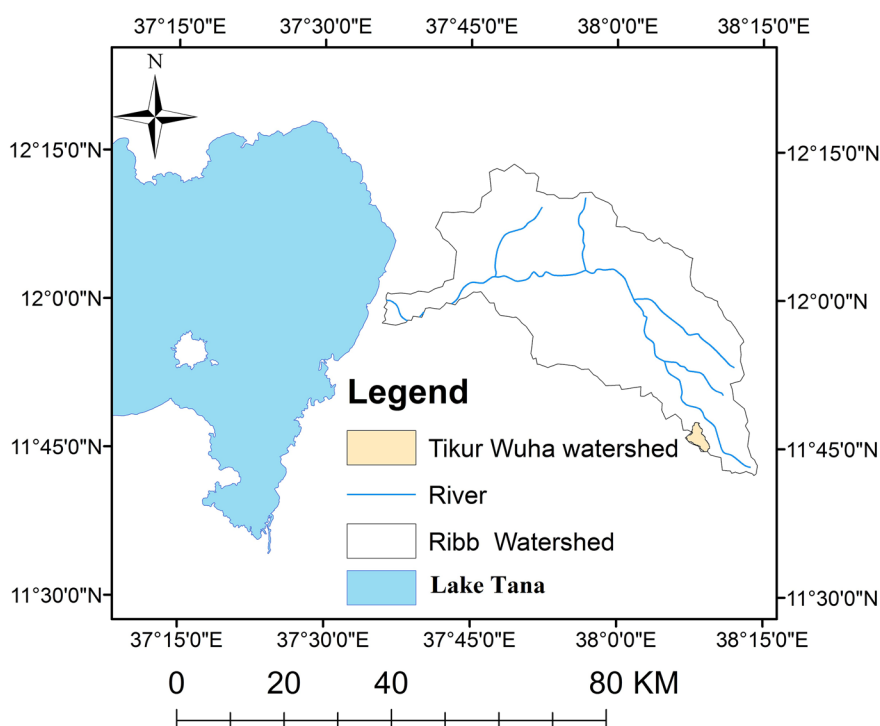 37°15'0"E 37°30'0"E 37°45'0"E 38°0'0"E 38°15'0"E
N
12°15'0"N 12°15'0"N
12°0'0"N 12°0'0"N
Legend
11°45'0"N Tikur Wuha watershed 11°45'0"N
River
Ribb Watershed
11°30'0"N Lake Tana 11°30'0"N
37°15'0"E 37°30'0"E 37°45'0"E 38°0'0"E 38°15'0"E
0 20 40 80 KM